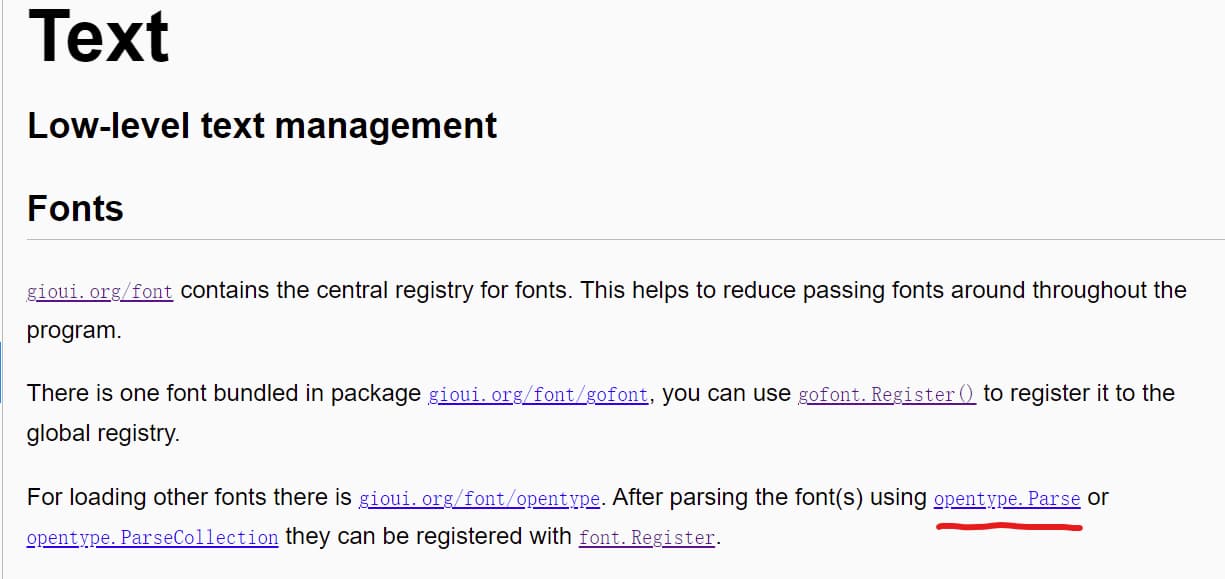 Text
Low-level text management
Fonts
gioui.org/font contains the central registry for fonts. This helps to reduce passing fonts around throughout the
program.
There is one font bundled in package gioui.org/font/gofont, you can use gofont.Register() to register it to the
global registry.
For loading other fonts there is gioui.org/font/opentype. After parsing the font(s) using opentype.Parse or
opentype.ParseCollection they can be registered with font.Register.